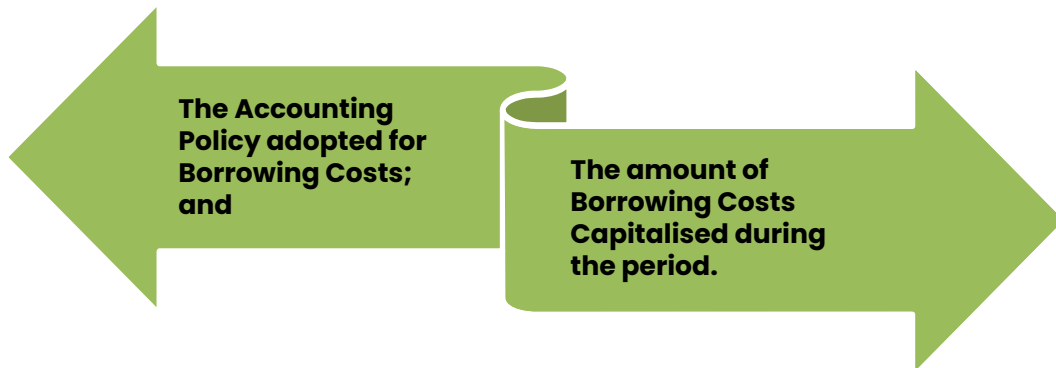 The Accounting
Policy adopted for
Borrowing Costs;
and
The amount of
Borrowing Costs
Capitalised during
the period.